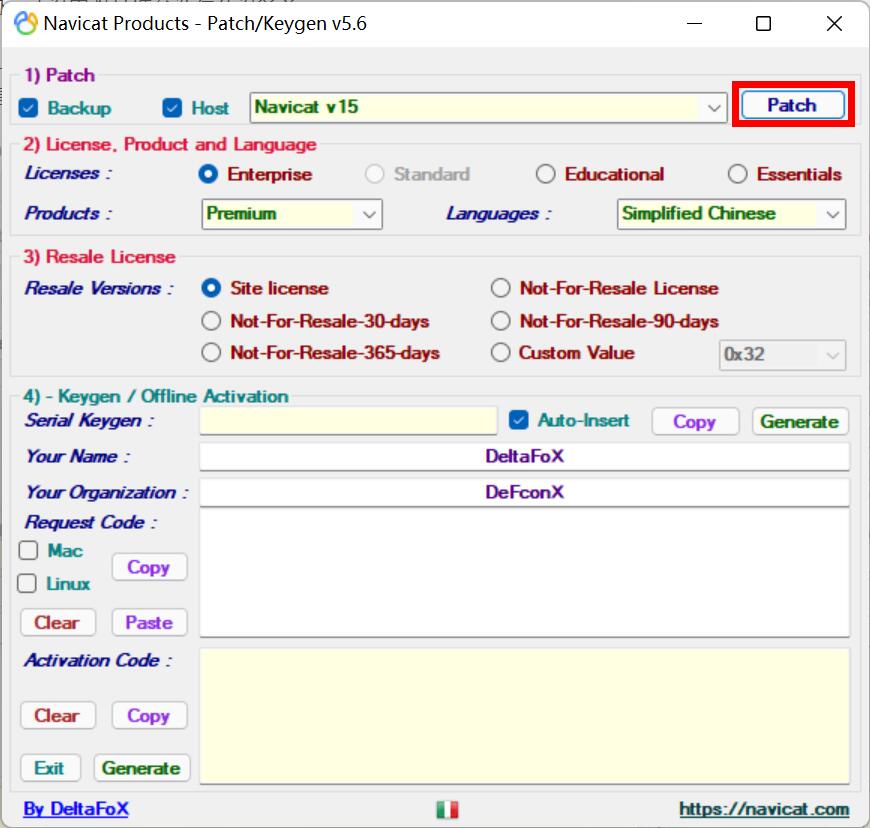 Navicat Products - Patch/Keygen v5.6
1) Patch
Backup Host Navicat v15 Patch
2) License, Product and Language
Licenses : Enterprise Standard Educational Essentials
Products : Premium Languages : Simplified Chinese
3) Resale License
Resale Versions : Site license Not-For-Resale License
Not-For-Resale-30-days Not-For-Resale-90-days
Not-For-Resale-365-days Custom Value 0x32
4) - Keygen / Offline Activation
Serial Keygen : Auto-Insert Copy Generate
Your Name : DeltaFoX
Your Organization : DeFconX
Request Code :
Mac
Copy
Linux
Clear Paste
Activation Code :
Clear Copy
Exit Generate
By DeltaFoX https://navicat.com